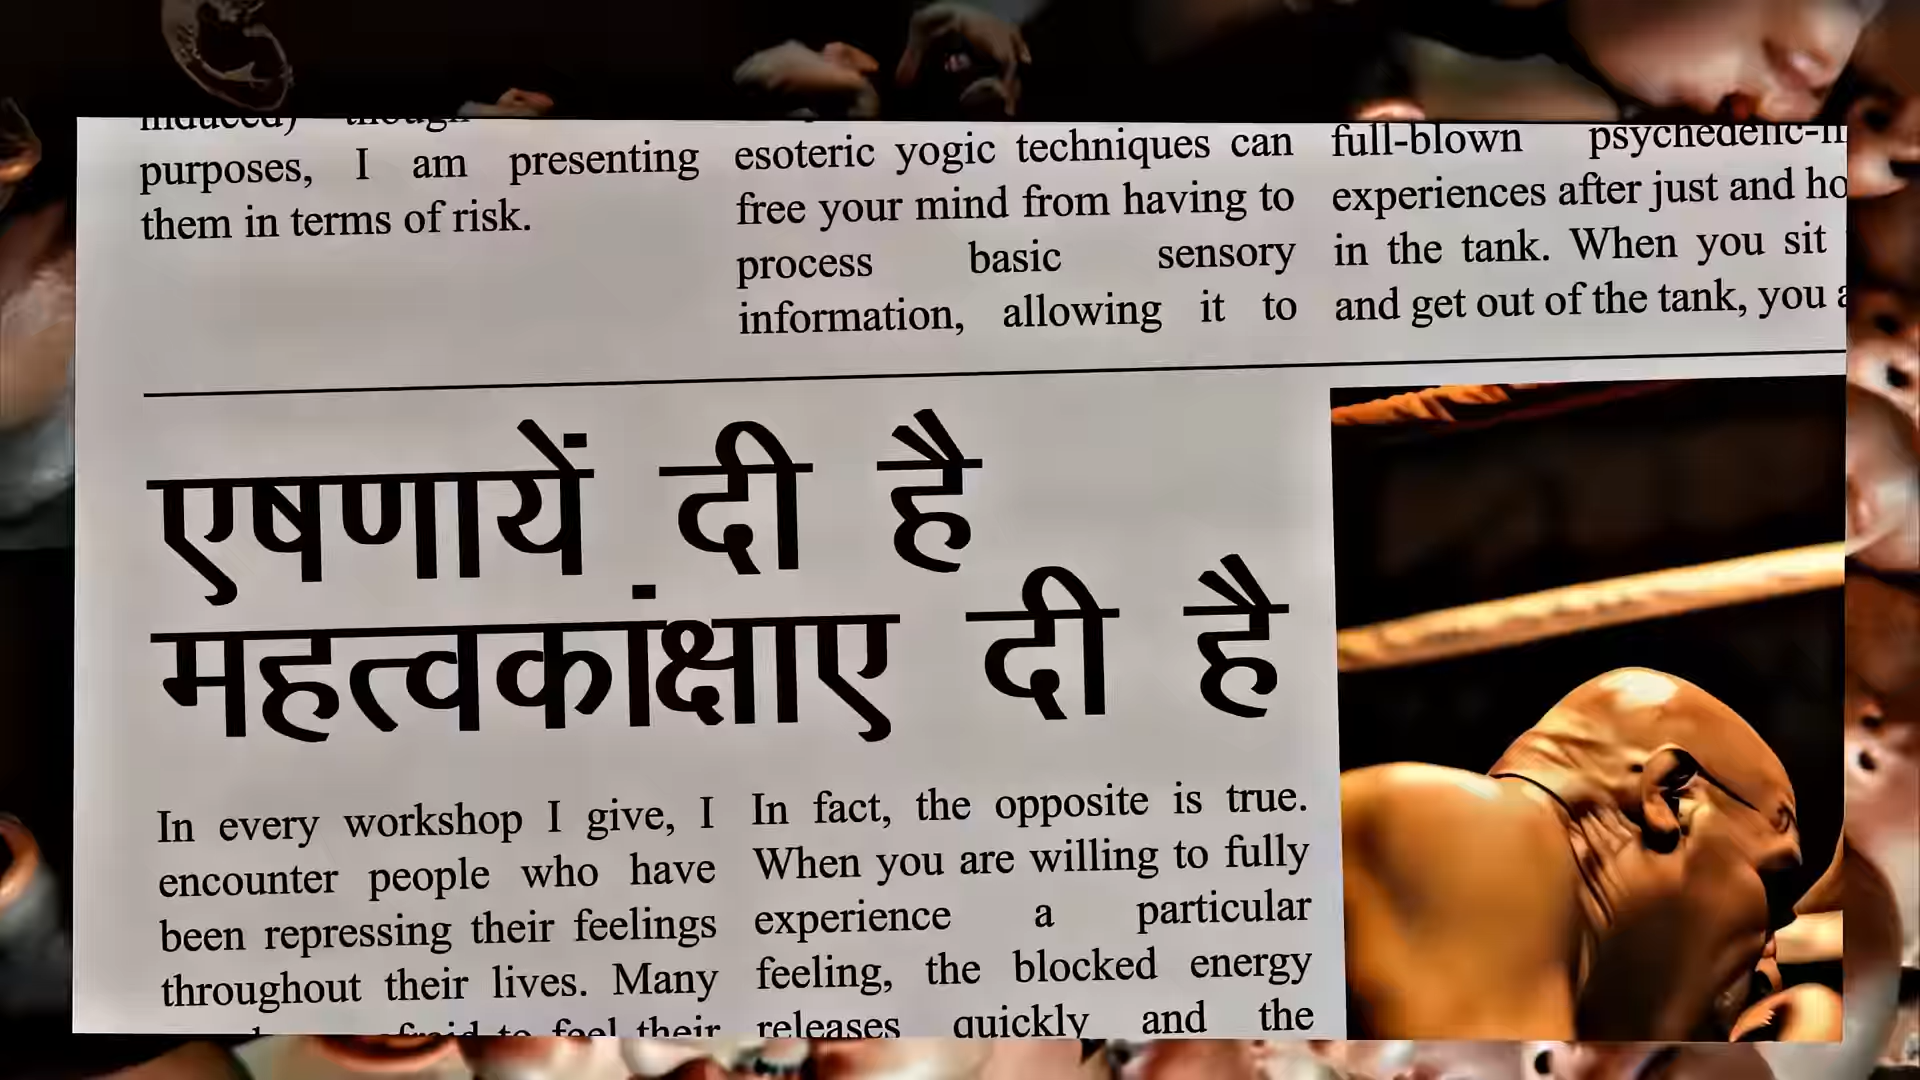 purposes, I am presenting
them in terms of risk.
esoteric yogic techniques can
free your mind from having to
process basic sensory
information, allowing it to
full-blown
experiences after just and
in the tank. When you sit
and get out of the tank, you
एषणायें दी है
महत्वकांक्षाए दी है
In every workshop I give, I
encounter people who have
been repressing their feelings
throughout their lives. Many
to feel their
In fact, the opposite is true.
When you are willing to fully
experience a particular
feeling, the blocked energy
releases quickly and the